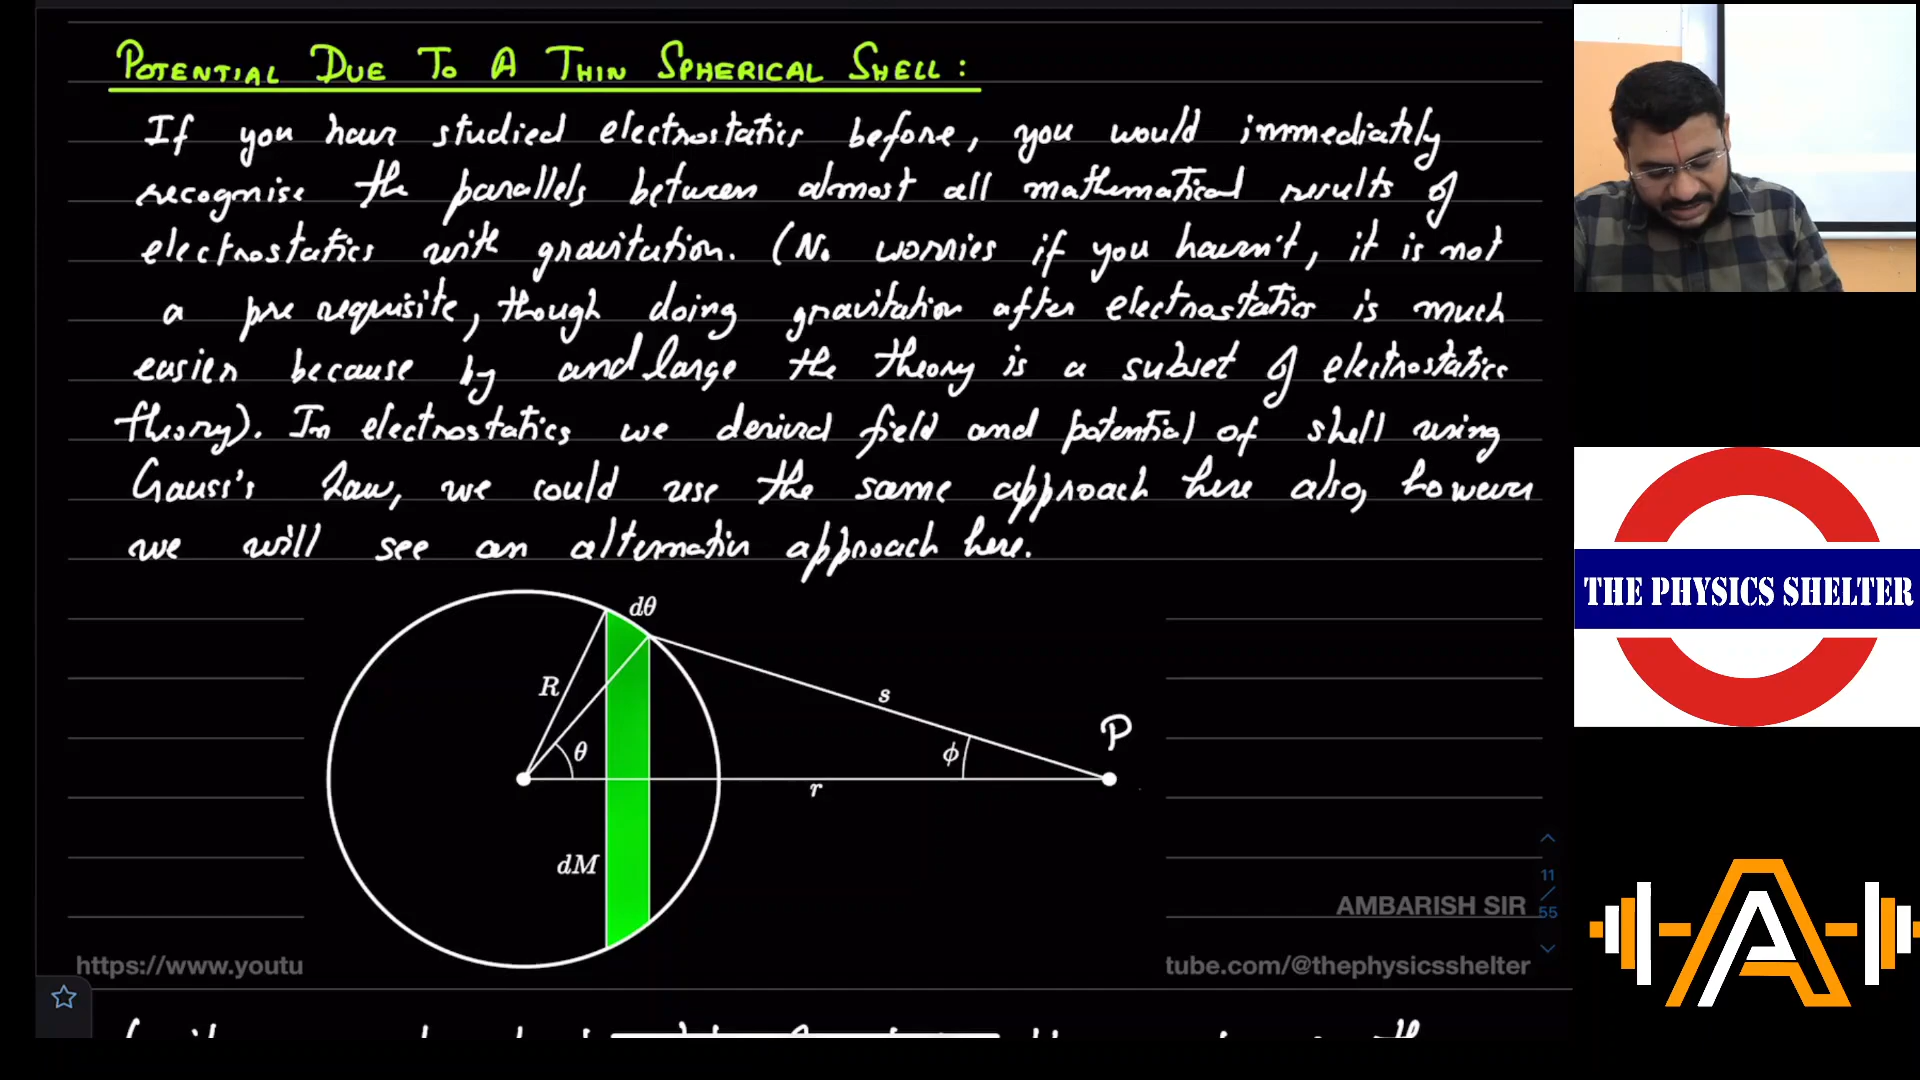 POTENTIAL DUE TO A THIN SPHERICAL SHELL :
If you have studied electrostatics before, you would immediately
recognise the parallels between almost all mathematical results of
electrostatics with gravitation. (No worries if you haven't, it is not
a pre requisite, though doing gravitation after electrostatics is much
easier because by and large the theory is a subset of electrostatics
theory). In electrostatics we derived field and potential of shell using
Gauss's Law, we could use the same approach here also, however
we will see an alternative approach here.
dθ
R
s
P
θ
ϕ
r
dM
11
55
AMBARISH SIR
https://www.youtu
tube.com/@thephysicsshelter
THE PHYSICS SHELTER
A